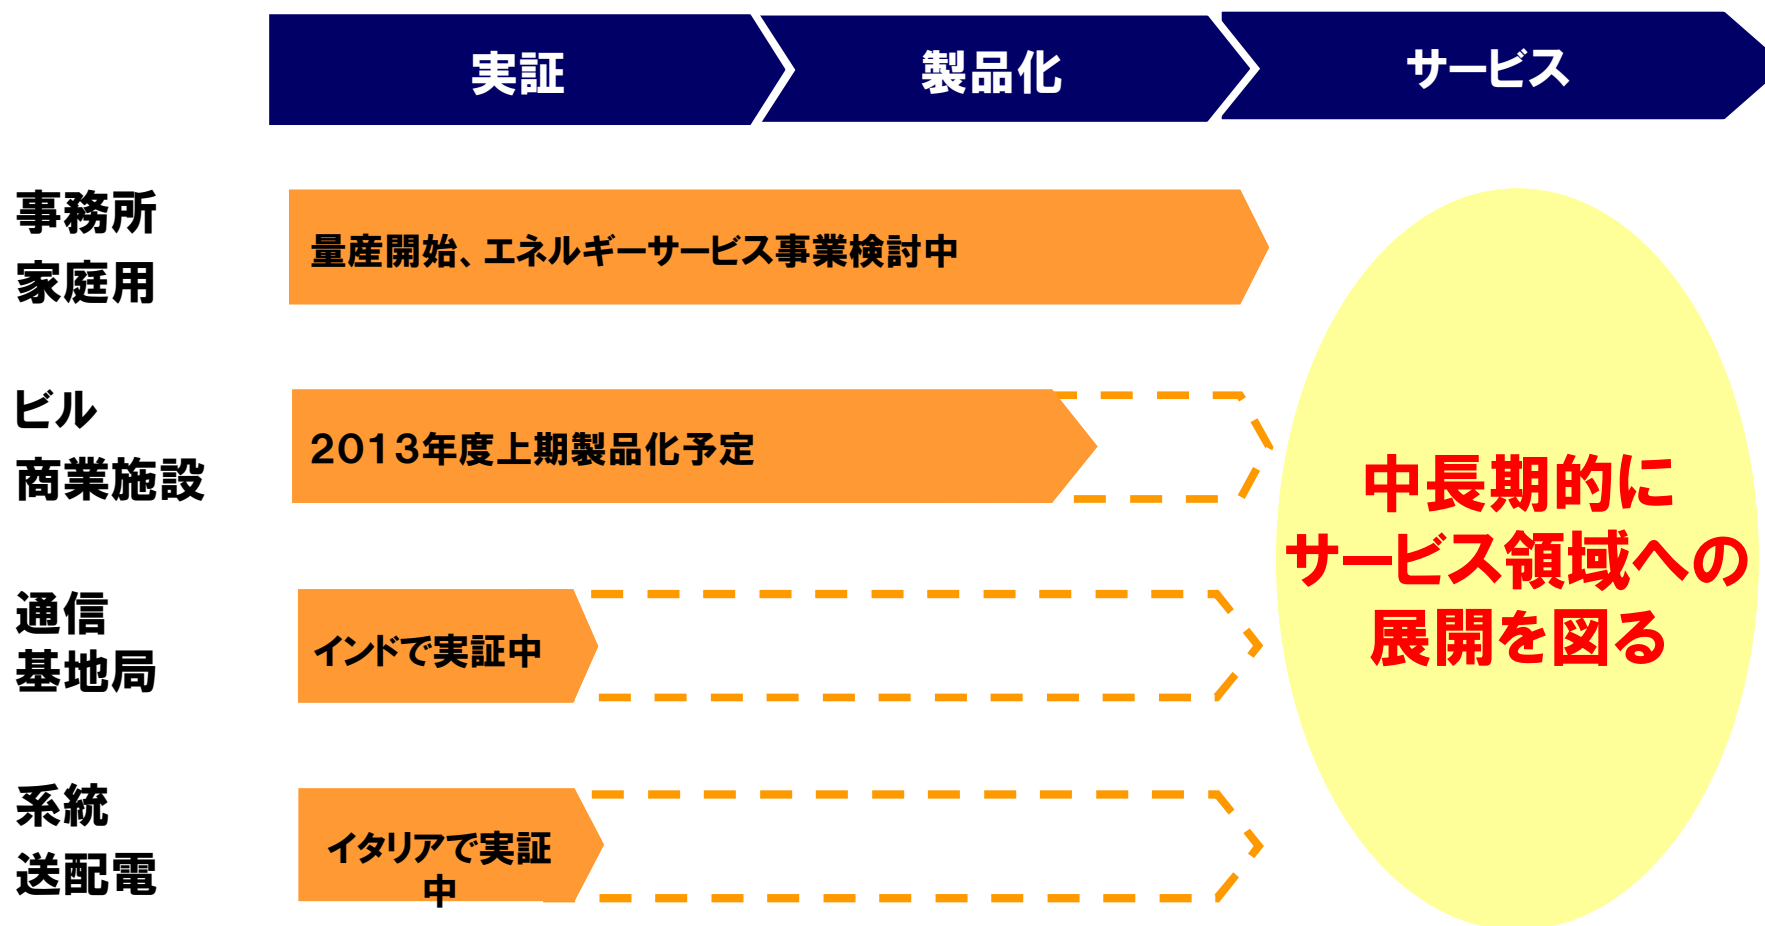 実証
製品化
サービス
事務所
家庭用
量産開始、エネルギーサービス事業検討中
ビル
商業施設
２０１３年度上期製品化予定
通信
基地局
インドで実証中
系統
送配電
イタリアで実証
中
中長期的に
サービス領域への
展開を図る